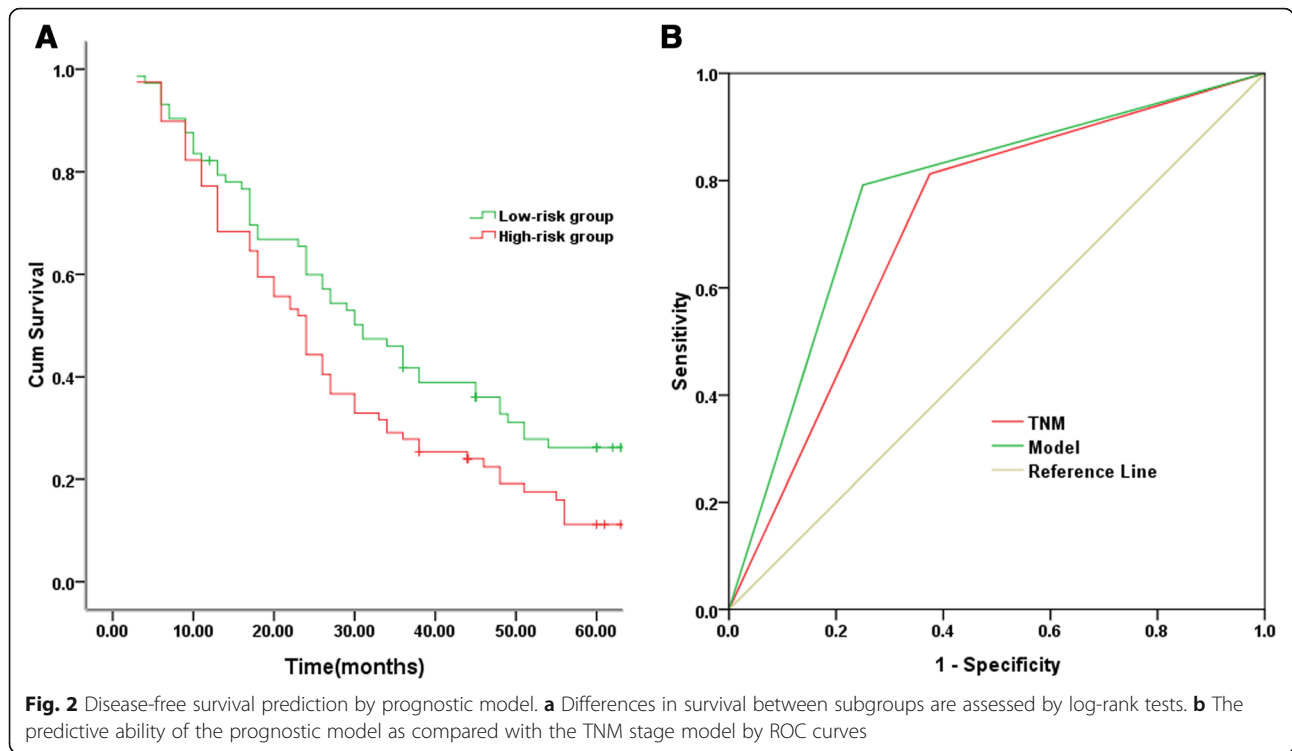 A
Cum Survival
1.0
0.8
0.6
0.4
0.2
0.0
Low-risk group
High-risk group
0.00 10.00 20.00 30.00 40.00 50.00 60.00
Time(months)
B
Sensitivity
1.0
0.8
0.6
0.4
0.2
0.0
TNM
Model
Reference Line
0.0 0.2 0.4 0.6 0.8 1.0
1 - Specificity
Fig. 2 Disease-free survival prediction by prognostic model. a Differences in survival between subgroups are assessed by log-rank tests. b The
predictive ability of the prognostic model as compared with the TNM stage model by ROC curves